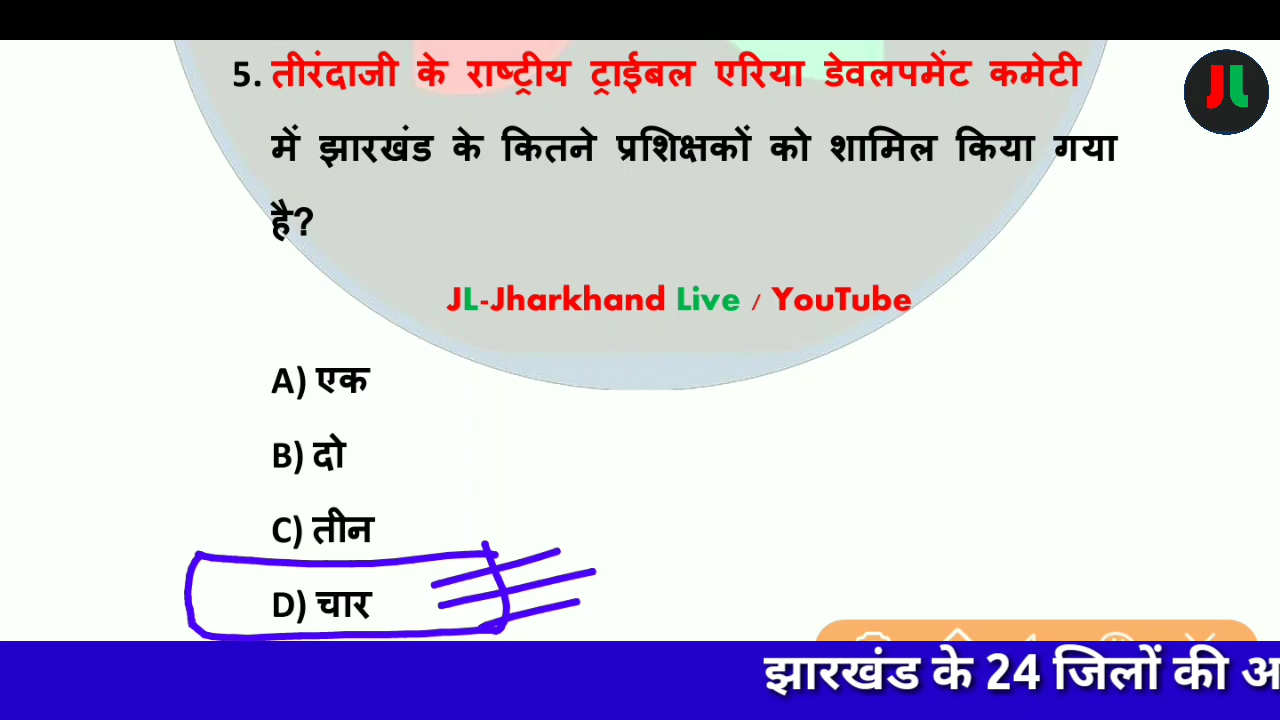 JL
5. तीरंदाजी के राष्ट्रीय ट्राईबल एरिया डेवलपमेंट कमेटी
में झारखंड के कितने प्रशिक्षकों को शामिल किया गया
है?
JL-Jharkhand Live / YouTube
A) एक
B) दो
C) तीन
D) चार
झारखंड के 24 जिलों की अ